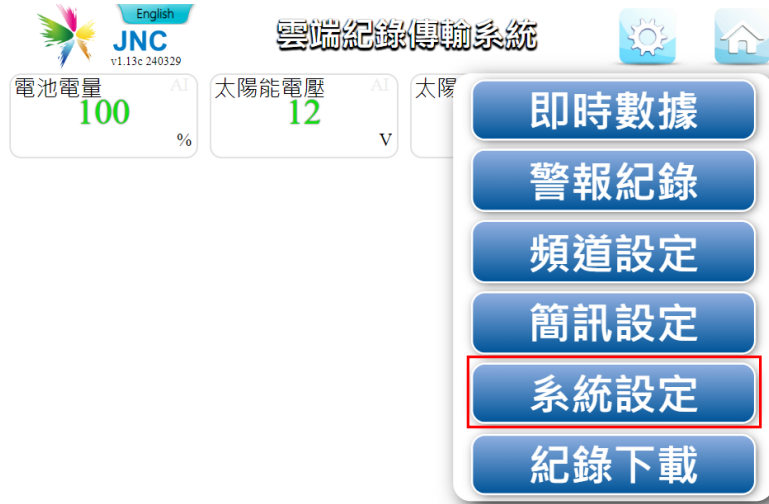 English
JNC
v1.13c 240329
雲端紀錄傳輸系統
電池電量 AI
100
%
太陽能電壓 AI
12
V
太陽
即時數據
警報紀錄
頻道設定
簡訊設定
系統設定
紀錄下載